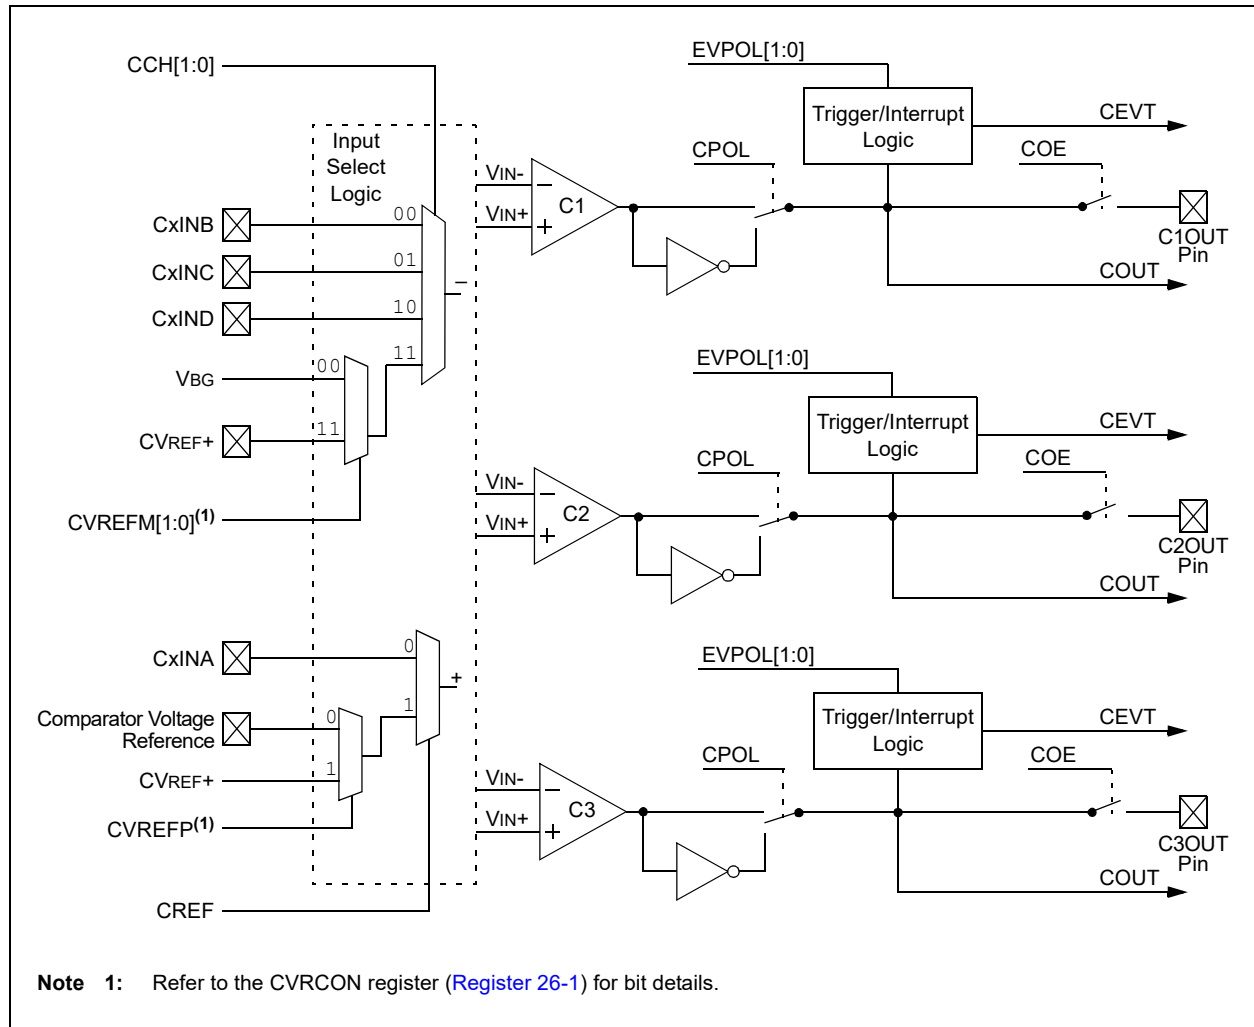 CCH[1:0]
Input
Select
Logic
CxINB
00
CxINC
01
CxIND
10
11
–
VBG
00
CVREF+
11
CVREFM[1:0](1)
CxINA
0
+
1
Comparator Voltage
Reference
0
CVREF+
1
CVREFP(1)
CREF
EVPOL[1:0]
Trigger/Interrupt
Logic
CEVT
CPOL
COE
VIN-
–
VIN+
+
C1
C1OUT
Pin
COUT
EVPOL[1:0]
Trigger/Interrupt
Logic
CEVT
CPOL
COE
VIN-
–
VIN+
+
C2
C2OUT
Pin
COUT
EVPOL[1:0]
Trigger/Interrupt
Logic
CEVT
CPOL
COE
VIN-
–
VIN+
+
C3
C3OUT
Pin
COUT
Note 1: Refer to the CVRCON register (Register 26-1) for bit details.